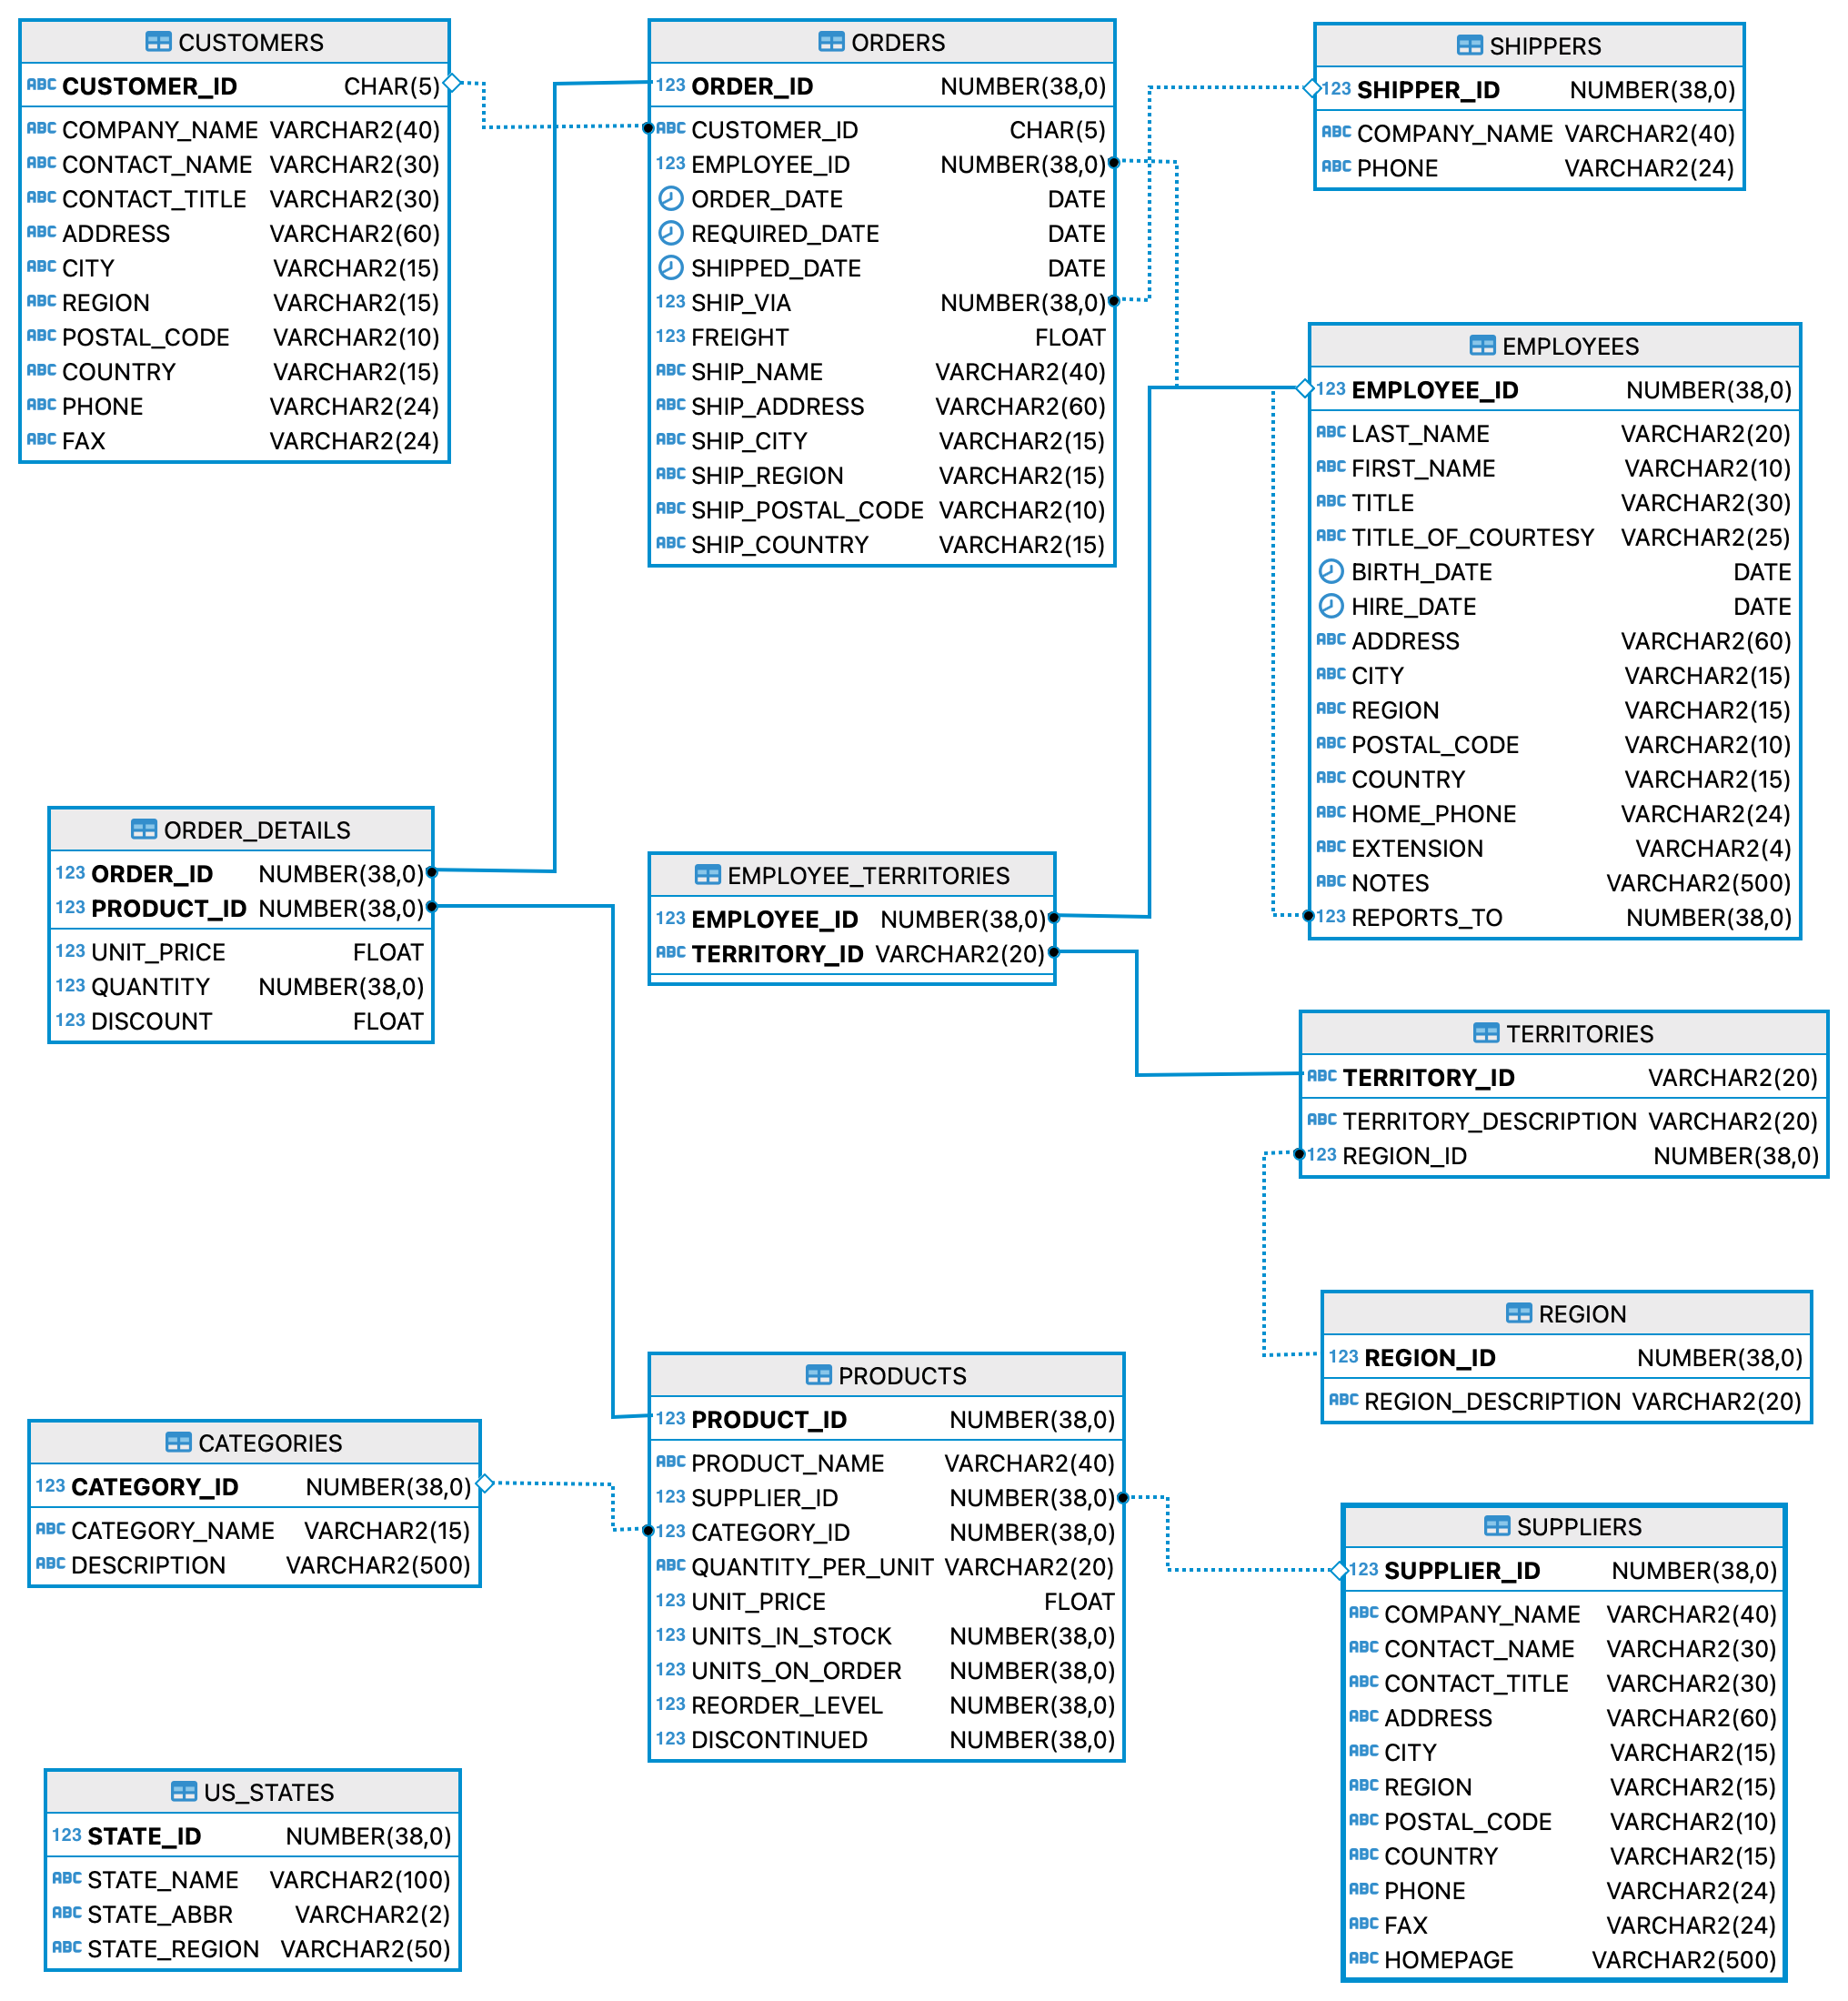 CUSTOMERS
ABC CUSTOMER_ID CHAR(5)
ABC COMPANY_NAME VARCHAR2(40)
ABC CONTACT_NAME VARCHAR2(30)
ABC CONTACT_TITLE VARCHAR2(30)
ABC ADDRESS VARCHAR2(60)
ABC CITY VARCHAR2(15)
ABC REGION VARCHAR2(15)
ABC POSTAL_CODE VARCHAR2(10)
ABC COUNTRY VARCHAR2(15)
ABC PHONE VARCHAR2(24)
ABC FAX VARCHAR2(24)
ORDERS
123 ORDER_ID NUMBER(38,0)
ABC CUSTOMER_ID CHAR(5)
123 EMPLOYEE_ID NUMBER(38,0)
ORDER_DATE DATE
REQUIRED_DATE DATE
SHIPPED_DATE DATE
123 SHIP_VIA NUMBER(38,0)
123 FREIGHT FLOAT
ABC SHIP_NAME VARCHAR2(40)
ABC SHIP_ADDRESS VARCHAR2(60)
ABC SHIP_CITY VARCHAR2(15)
ABC SHIP_REGION VARCHAR2(15)
ABC SHIP_POSTAL_CODE VARCHAR2(10)
ABC SHIP_COUNTRY VARCHAR2(15)
SHIPPERS
123 SHIPPER_ID NUMBER(38,0)
ABC COMPANY_NAME VARCHAR2(40)
ABC PHONE VARCHAR2(24)
EMPLOYEES
123 EMPLOYEE_ID NUMBER(38,0)
ABC LAST_NAME VARCHAR2(20)
ABC FIRST_NAME VARCHAR2(10)
ABC TITLE VARCHAR2(30)
ABC TITLE_OF_COURTESY VARCHAR2(25)
BIRTH_DATE DATE
HIRE_DATE DATE
ABC ADDRESS VARCHAR2(60)
ABC CITY VARCHAR2(15)
ABC REGION VARCHAR2(15)
ABC POSTAL_CODE VARCHAR2(10)
ABC COUNTRY VARCHAR2(15)
ABC HOME_PHONE VARCHAR2(24)
ABC EXTENSION VARCHAR2(4)
ABC NOTES VARCHAR2(500)
123 REPORTS_TO NUMBER(38,0)
ORDER_DETAILS
123 ORDER_ID NUMBER(38,0)
123 PRODUCT_ID NUMBER(38,0)
123 UNIT_PRICE FLOAT
123 QUANTITY NUMBER(38,0)
123 DISCOUNT FLOAT
EMPLOYEE_TERRITORIES
123 EMPLOYEE_ID NUMBER(38,0)
ABC TERRITORY_ID VARCHAR2(20)
TERRITORIES
ABC TERRITORY_ID VARCHAR2(20)
ABC TERRITORY_DESCRIPTION VARCHAR2(20)
123 REGION_ID NUMBER(38,0)
REGION
123 REGION_ID NUMBER(38,0)
ABC REGION_DESCRIPTION VARCHAR2(20)
PRODUCTS
123 PRODUCT_ID NUMBER(38,0)
ABC PRODUCT_NAME VARCHAR2(40)
123 SUPPLIER_ID NUMBER(38,0)
123 CATEGORY_ID NUMBER(38,0)
ABC QUANTITY_PER_UNIT VARCHAR2(20)
123 UNIT_PRICE FLOAT
123 UNITS_IN_STOCK NUMBER(38,0)
123 UNITS_ON_ORDER NUMBER(38,0)
123 REORDER_LEVEL NUMBER(38,0)
123 DISCONTINUED NUMBER(38,0)
CATEGORIES
123 CATEGORY_ID NUMBER(38,0)
ABC CATEGORY_NAME VARCHAR2(15)
ABC DESCRIPTION VARCHAR2(500)
SUPPLIERS
123 SUPPLIER_ID NUMBER(38,0)
ABC COMPANY_NAME VARCHAR2(40)
ABC CONTACT_NAME VARCHAR2(30)
ABC CONTACT_TITLE VARCHAR2(30)
ABC ADDRESS VARCHAR2(60)
ABC CITY VARCHAR2(15)
ABC REGION VARCHAR2(15)
ABC POSTAL_CODE VARCHAR2(10)
ABC COUNTRY VARCHAR2(15)
ABC PHONE VARCHAR2(24)
ABC FAX VARCHAR2(24)
ABC HOMEPAGE VARCHAR2(500)
US_STATES
123 STATE_ID NUMBER(38,0)
ABC STATE_NAME VARCHAR2(100)
ABC STATE_ABBR VARCHAR2(2)
ABC STATE_REGION VARCHAR2(50)